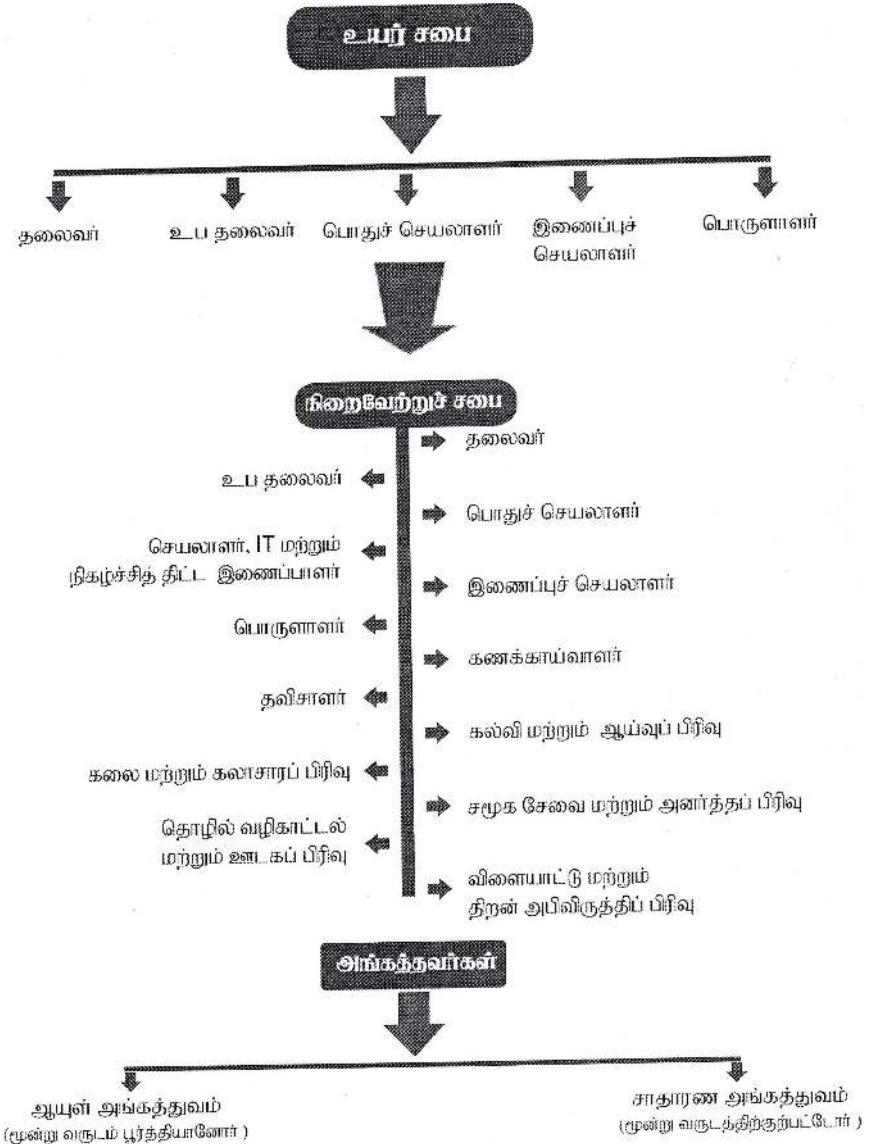 உயர் சபை
தலைவர்
உப தலைவர்
பொதுச் செயலாளர்
இணைப்புச்
செயலாளர்
பொருளாளர்
நிறைவேற்றுச் சபை
தலைவர்
உப தலைவர்
பொதுச் செயலாளர்
செயலாளர், IT மற்றும்
நிகழ்ச்சித் திட்ட இணைப்பாளர்
இணைப்புச் செயலாளர்
பொருளாளர்
கணக்காய்வாளர்
தவிசாளர்
கல்வி மற்றும் ஆய்வுப் பிரிவு
கலை மற்றும் கலாசாரப் பிரிவு
சமூக சேவை மற்றும் அனர்த்தப் பிரிவு
தொழில் வழிகாட்டல்
மற்றும் ஊடகப் பிரிவு
விளையாட்டு மற்றும்
திறன் அபிவிருத்திப் பிரிவு
அங்கத்தவர்கள்
ஆயுள் அங்கத்துவம்
(மூன்று வருடம் பூர்த்தியானோர் )
சாதாரண அங்கத்துவம்
(மூன்று வருடத்திற்குற்பட்டோர் )